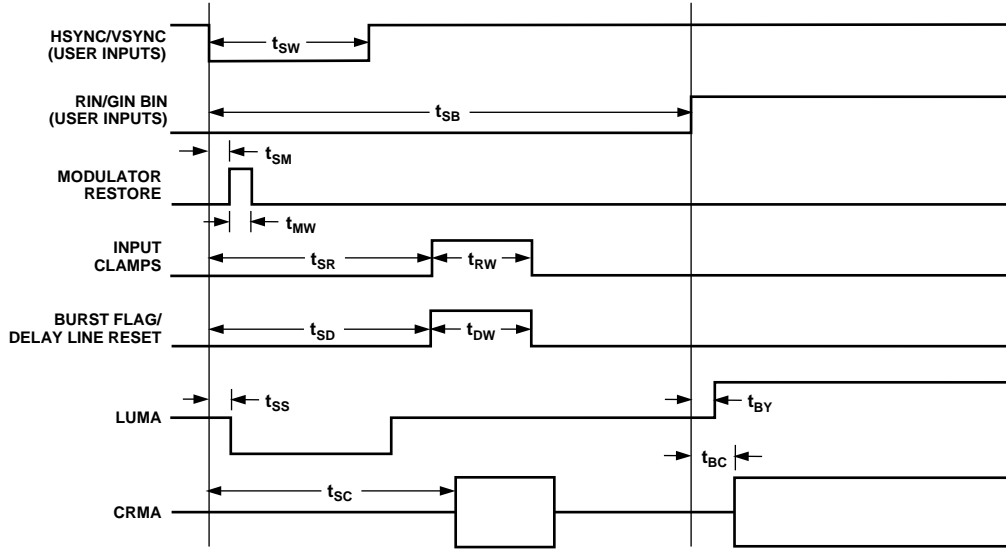 HSYNC/VSYNC
(USER INPUTS)
tSW
RIN/GIN BIN
(USER INPUTS)
tSB
tSM
MODULATOR
RESTORE
tMW
INPUT
CLAMPS
tSR
tRW
BURST FLAG/
DELAY LINE RESET
tSD
tDW
tSS
LUMA
tBY
tBC
tSC
CRMA